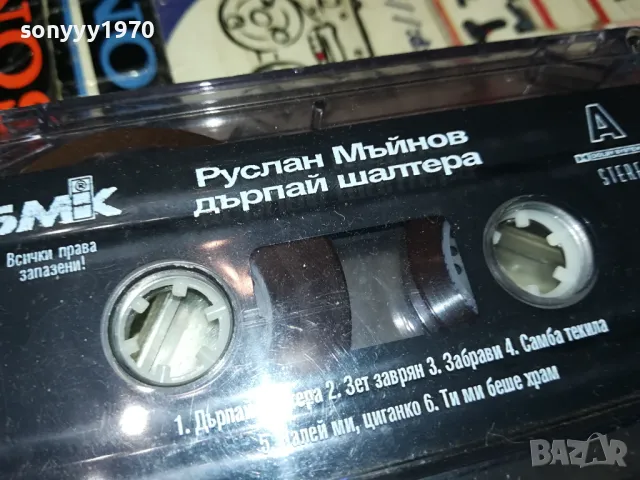 sonyyy1970
Руслан Мъйнов
дърпай шалтера
БМК
Всички права
запазени!
A
STEREO
1. Дърпай шалтера 2. Зет заврян 3. Забрави 4. Самба текила
5. Налей ми, циганко 6. Ти ми беше храм
BAZAR